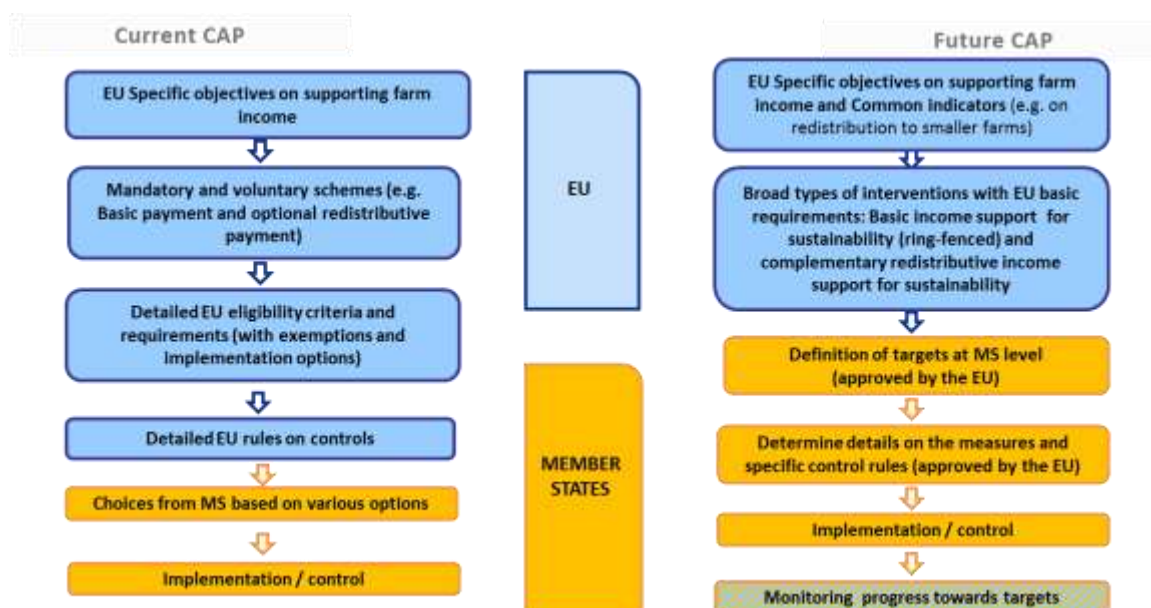 Current CAP
EU Specific objectives on supporting farm
income
Mandatory and voluntary schemes (e.g.
Basic payment and optional redistributive
payment)
Detailed EU eligibility criteria and
requirements (with exemptions and
Implementation options)
Detailed EU rules on controls
Choices from MS based on various options
Implementation / control
EU
MEMBER
STATES
Future CAP
EU Specific objectives on supporting farm
income and Common indicators (e.g. on
redistribution to smaller farms)
Broad types of interventions with EU basic
requirements: Basic income support for
sustainability (ring-fenced) and
complementary redistributive income
support for sustainability
Definition of targets at MS level
(approved by the EU)
Determine details on the measures and
specific control rules (approved by the EU)
Implementation / control
Monitoring progress towards targets